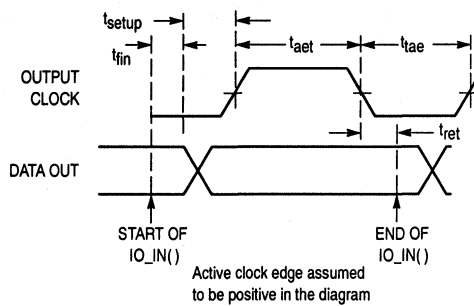 tsetup
tfin
taet
ttae
OUTPUT
CLOCK
tret
DATA OUT
START OF
IO_IN( )
END OF
IO_IN( )
Active clock edge assumed
to be positive in the diagram